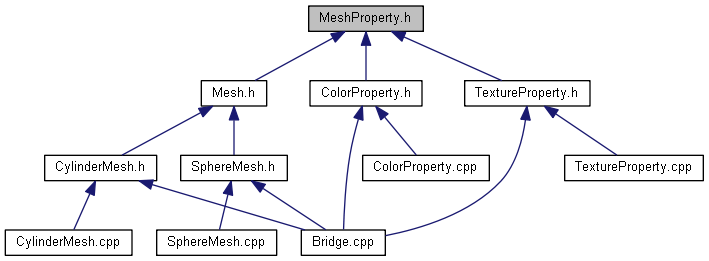 MeshProperty.h
Mesh.h
ColorProperty.h
TextureProperty.h
CylinderMesh.h
SphereMesh.h
ColorProperty.cpp
TextureProperty.cpp
CylinderMesh.cpp
SphereMesh.cpp
Bridge.cpp